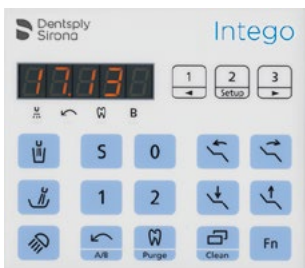 Dentsply
Sirona
Intego
17.13
1 2 3
Setup
B
S 0
1 2
A/B Purge Clean Fn